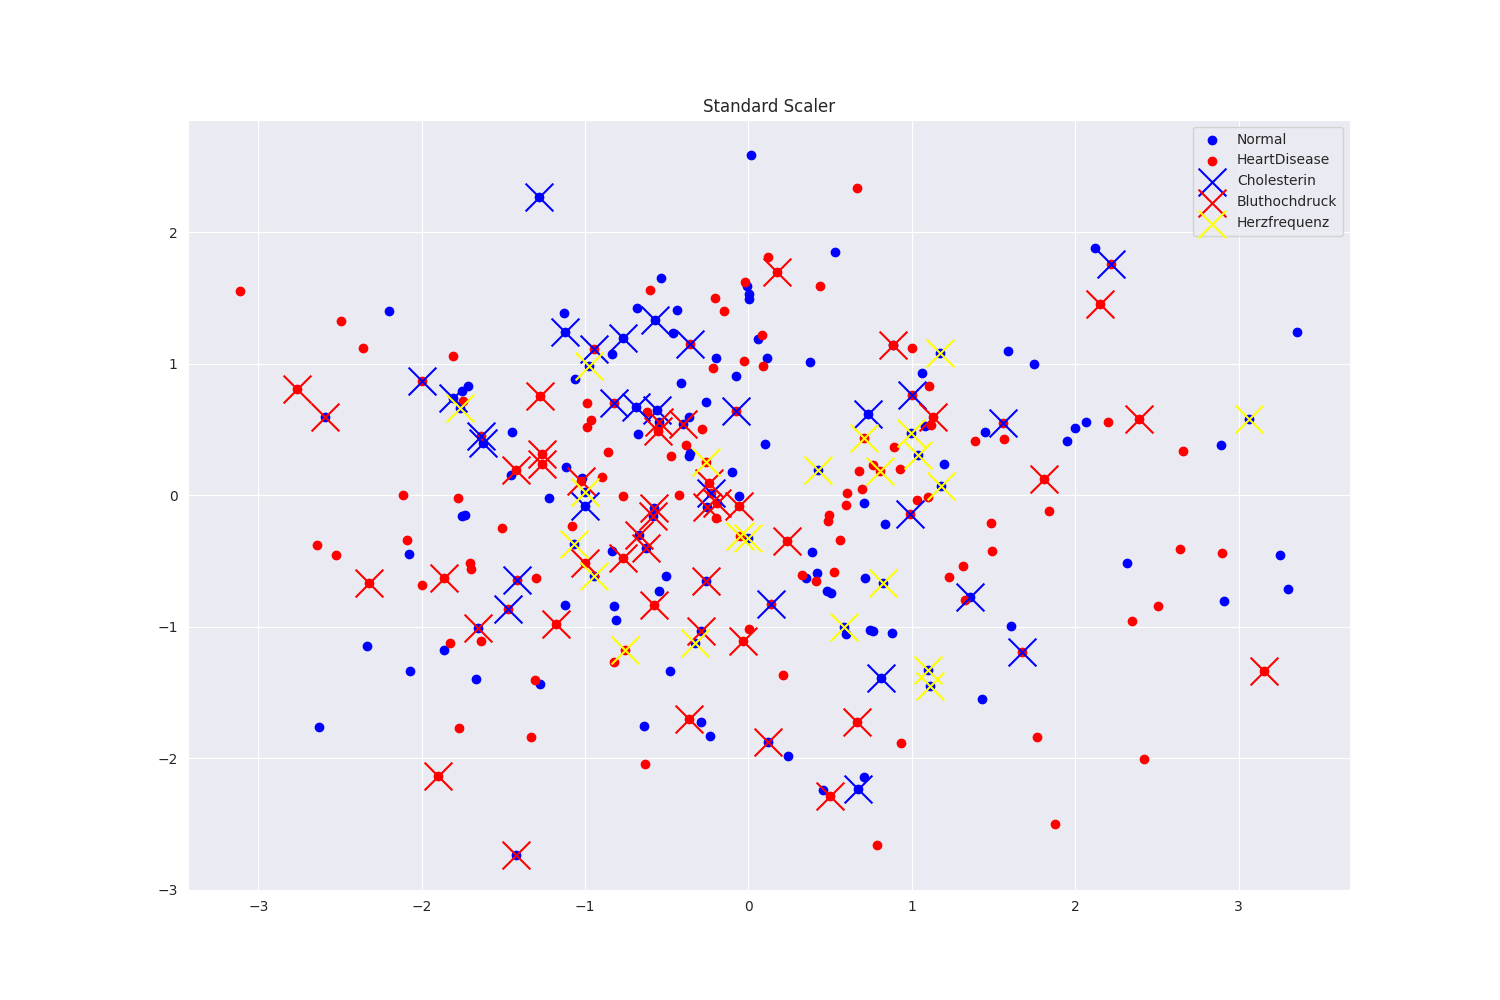 Standard Scaler
Normal
HeartDisease
Cholesterin
Bluthochdruck
Herzfrequenz
2
1
0
−1
−2
−3
−3 −2 −1 0 1 2 3